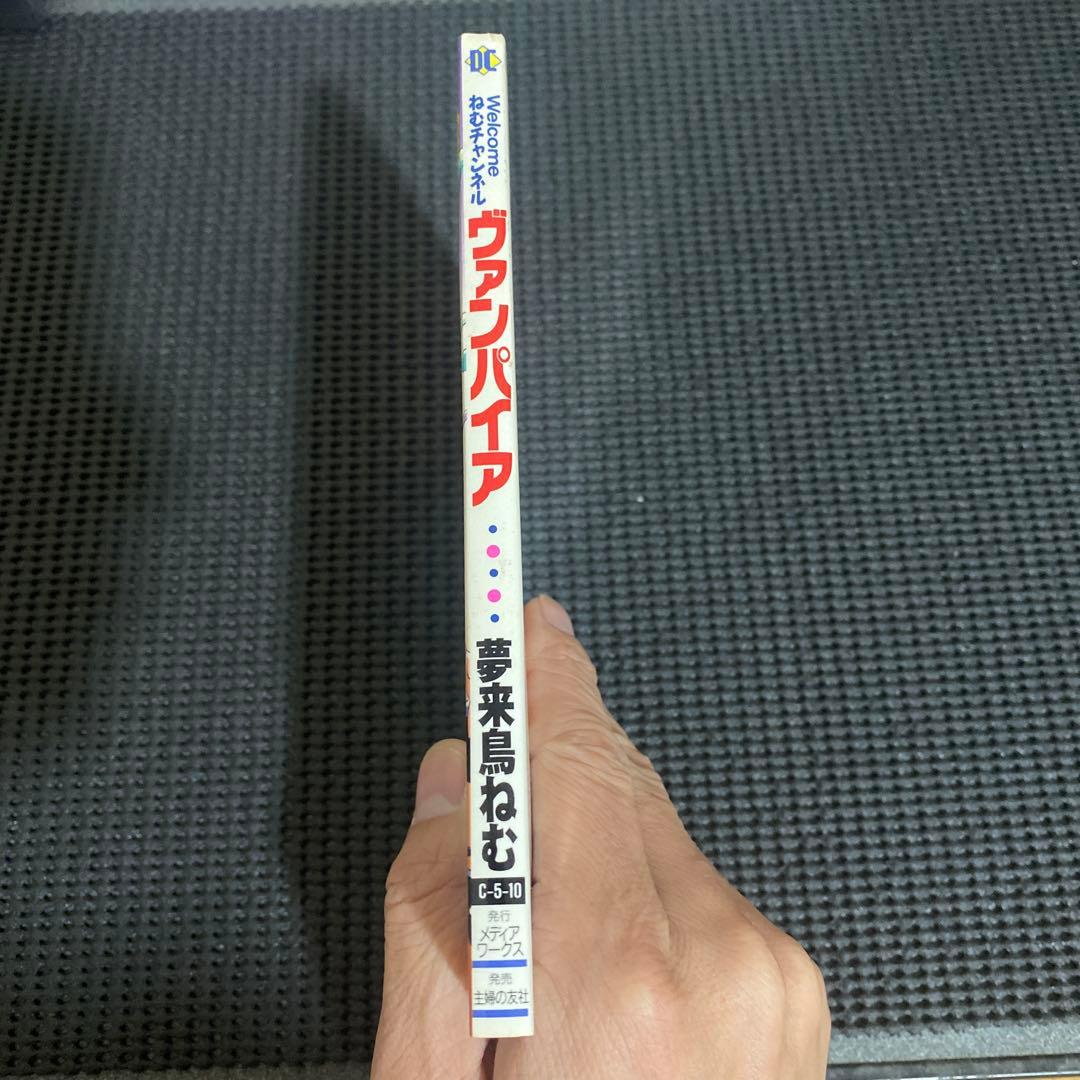 DC
Welcome
ねむチャンネル
ヴァンパイア
夢来鳥ねむ
C-5-10
発行
メディア
ワークス
発売
主婦の友社